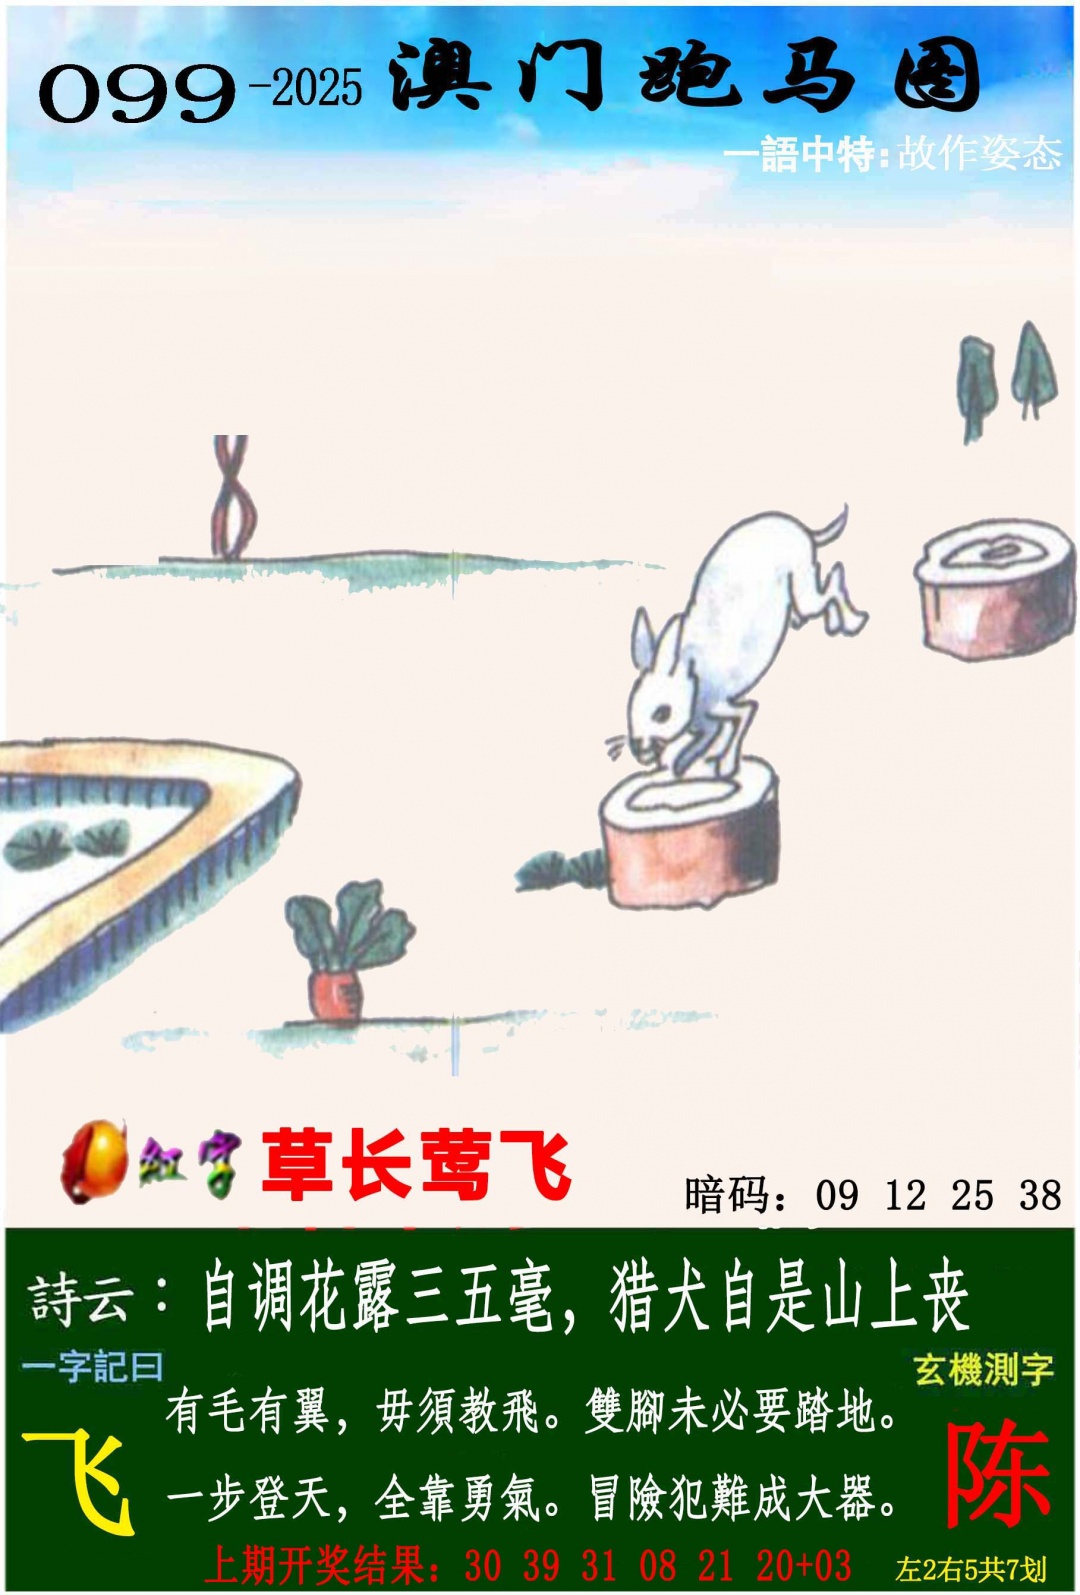 099-2025 澳门跑马图
一語中特:故作姿态
红字 草长莺飞
暗码：09 12 25 38
詩云：自调花露三五毫，猎犬自是山上丧
一字記曰
玄機測字
有毛有翼，毋須教飛。雙腳未必要踏地。
飞
陈
一步登天，全靠勇氣。冒險犯難成大器。
上期开奖结果：30 39 31 08 21 20+03
左2右5共7划